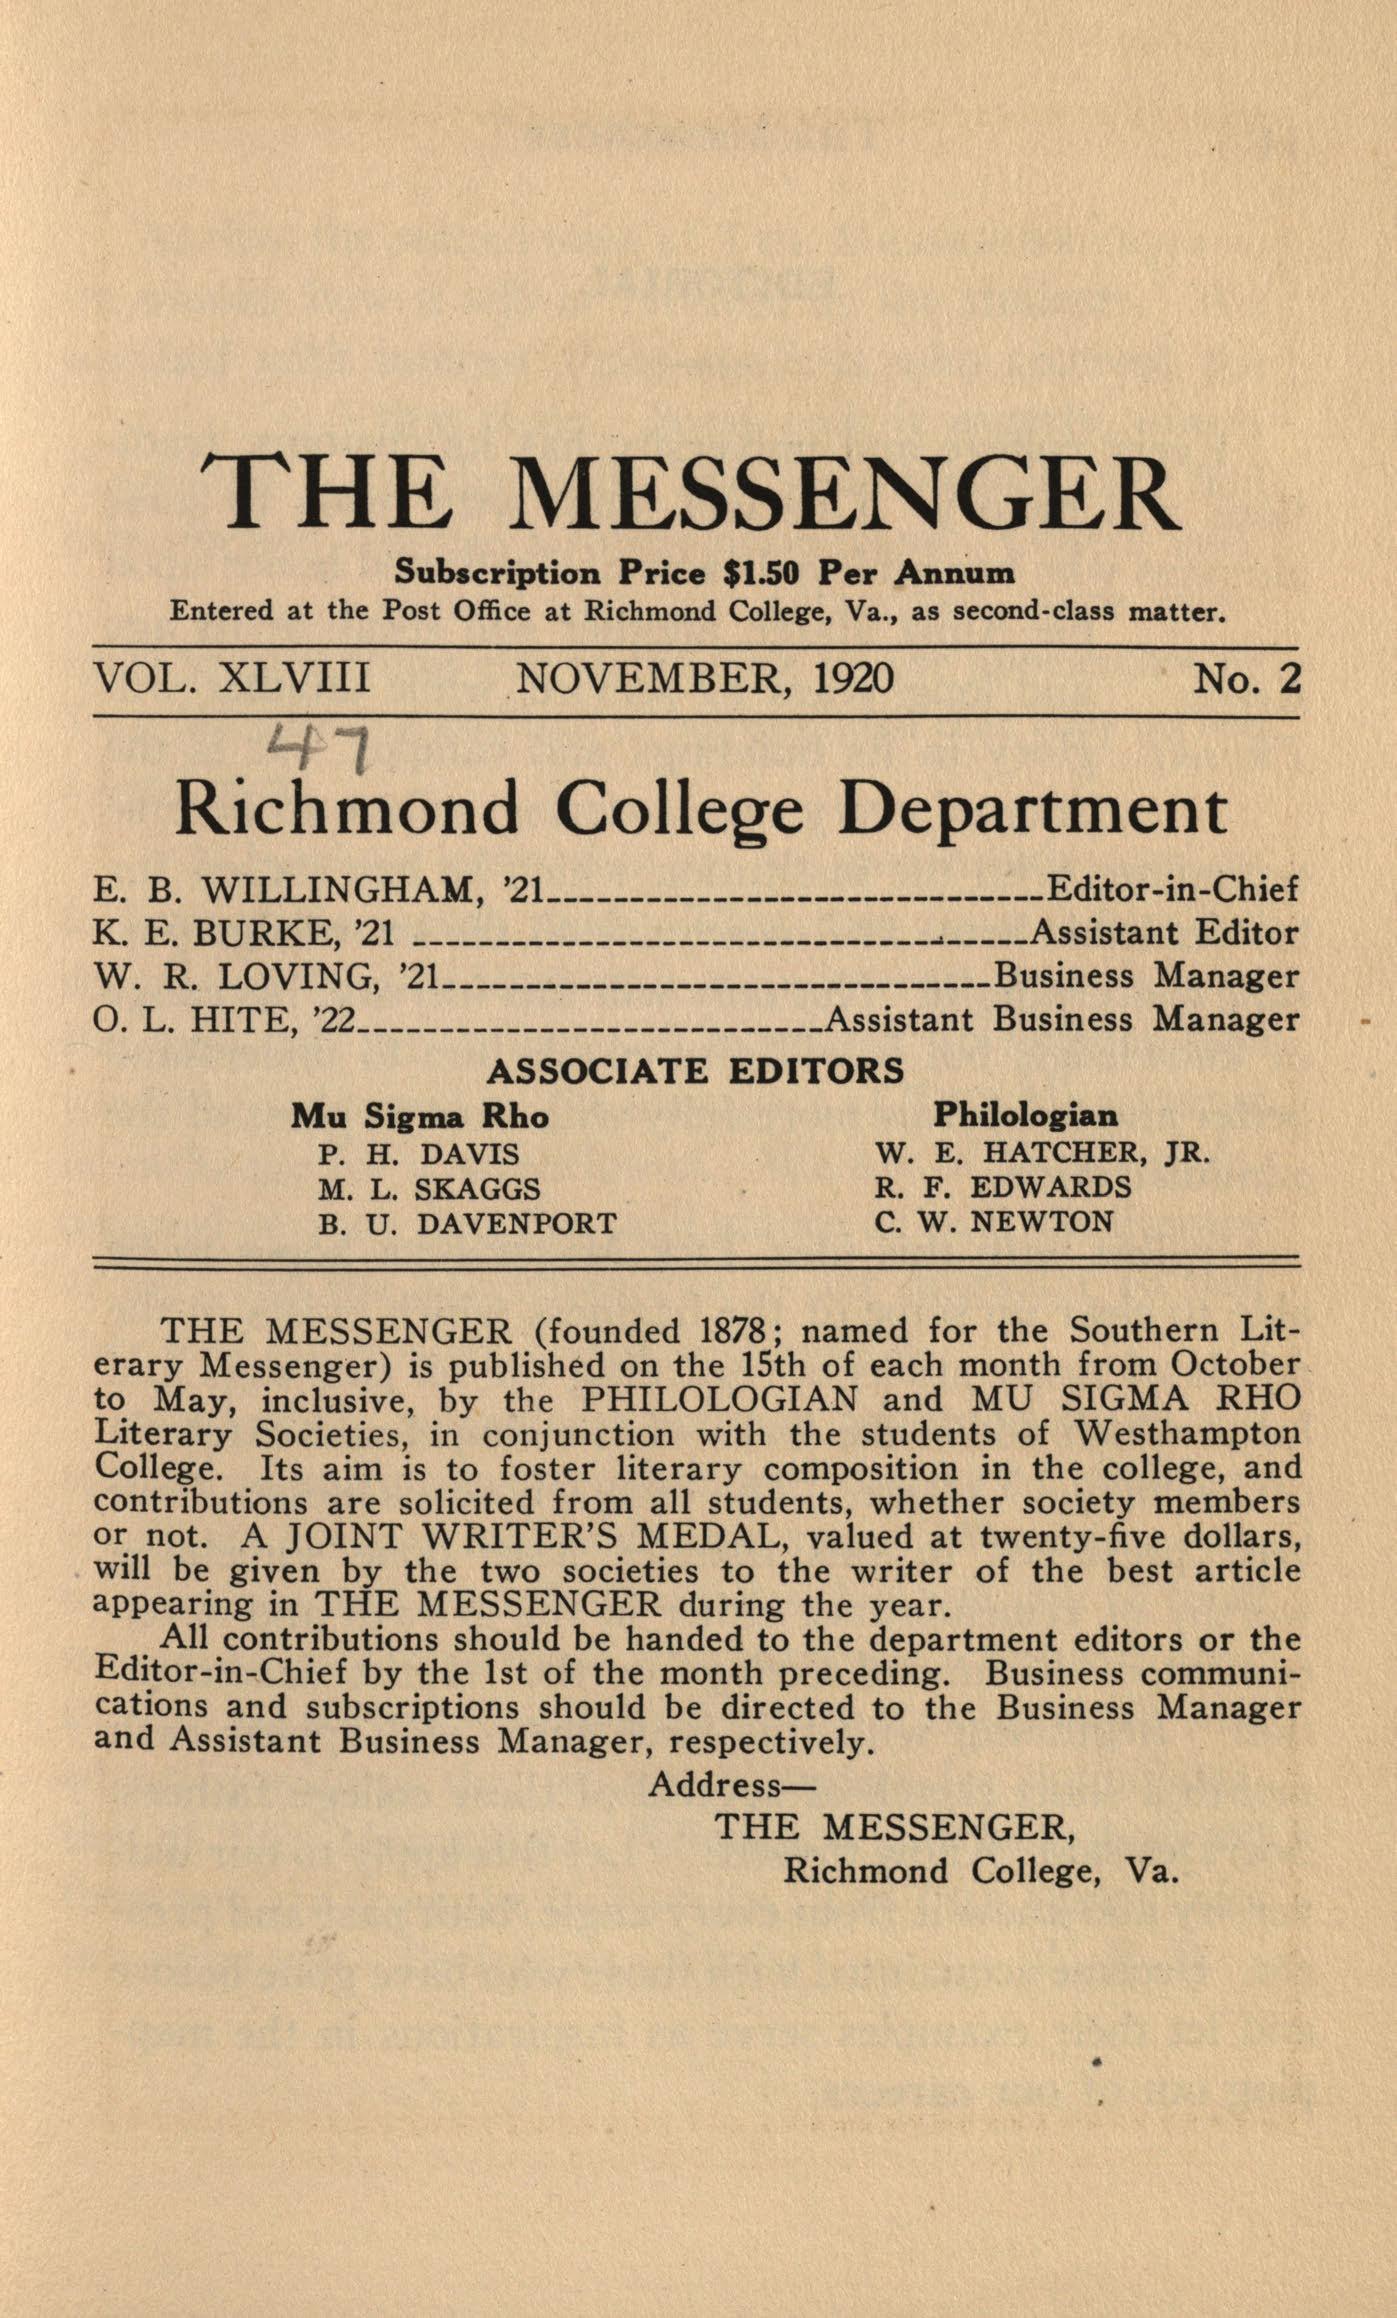 THE MESSENGER
Subscription Price $1.50 Per Annum
Entered at the Post Office at Richmond College, Va., as second-class matter.
VOL. XLVIII NOVEMBER, 1920 No. 2
47
Richmond College Department
E. B. WILLINGHAM, '21------------------------------Editor-in-Chief
K. E. BURKE, '21 -------------------------------------Assistant Editor
W. R. LOVING, '21---------------------------------Business Manager
O. L. HITE, '22----------------------------Assistant Business Manager
ASSOCIATE EDITORS
Mu Sigma Rho Philologian
P. H. DAVIS W. E. HATCHER, JR.
M. L. SKAGGS R. F. EDWARDS
B. U. DAVENPORT C. W. NEWTON
THE MESSENGER (founded 1878; named for the Southern Lit-
erary Messenger) is published on the 15th of each month from October
to May, inclusive, by the PHILOLOGIAN and MU SIGMA RHO
Literary Societies, in conjunction with the students of Westhampton
College. Its aim is to foster literary composition in the college, and
contributions are solicited from all students, whether society members
or not. A JOINT WRITER'S MEDAL, valued at twenty-five dollars,
will be given by the two societies to the writer of the best article
appearing in THE MESSENGER during the year.
All contributions should be handed to the department editors or the
Editor-in-Chief by the 1st of the month preceding. Business communi-
cations and subscriptions should be directed to the Business Manager
and Assistant Business Manager, respectively.
Address—
THE MESSENGER,
Richmond College, Va.